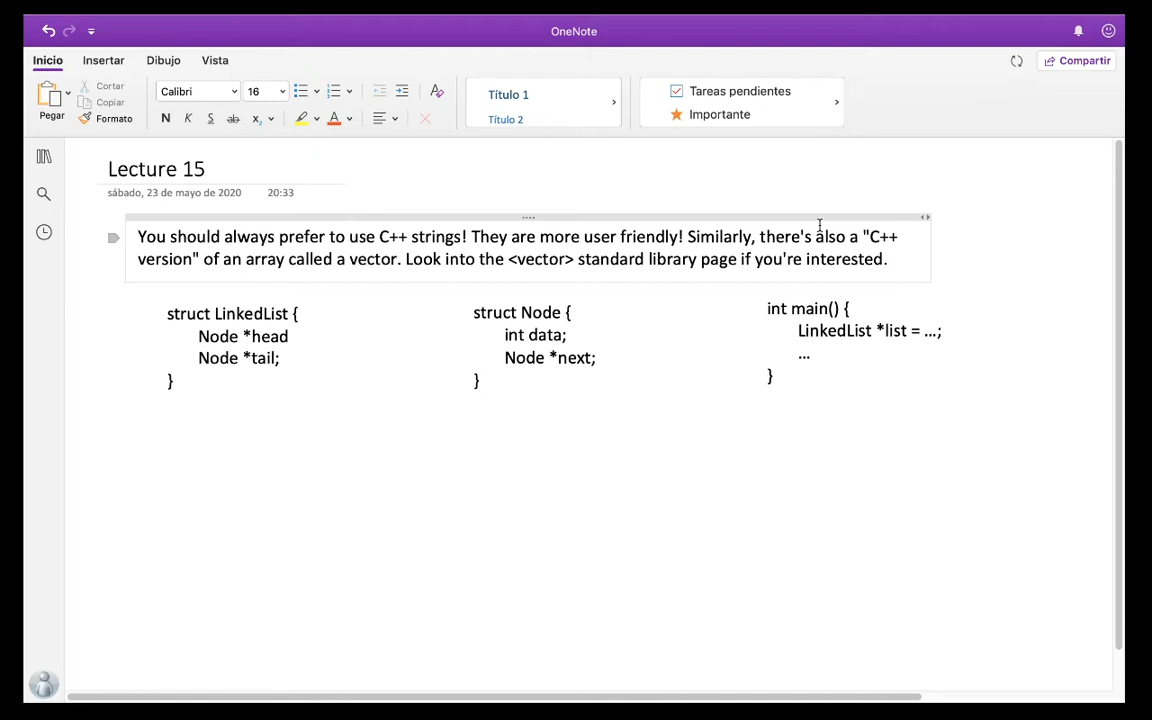 OneNote
Inicio Insertar Dibujo Vista
Compartir
Pegar
Cortar
Copiar
Formato
Calibri 16
N K S ab x₂ A
Título 1
Título 2
Tareas pendientes
Importante
Lecture 15
sábado, 23 de mayo de 2020 20:33
You should always prefer to use C++ strings! They are more user friendly! Similarly, there's also a "C++
version" of an array called a vector. Look into the <vector> standard library page if you're interested.
struct LinkedList {
Node *head
Node *tail;
}
struct Node {
int data;
Node *next;
}
int main() {
LinkedList *list = ...;
...
}